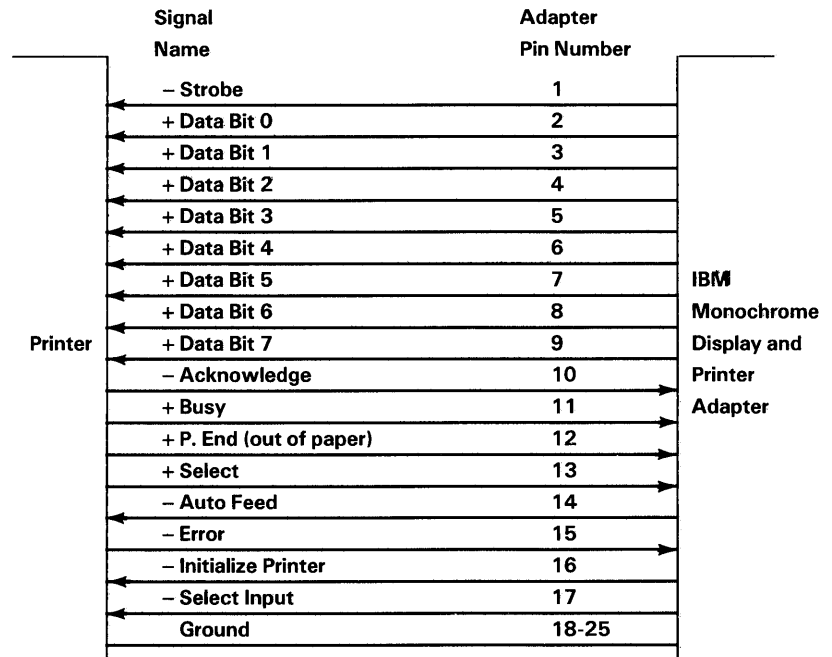 Signal Adapter
Name Pin Number
– Strobe 1
+ Data Bit 0 2
+ Data Bit 1 3
+ Data Bit 2 4
+ Data Bit 3 5
+ Data Bit 4 6
+ Data Bit 5 7 IBM
+ Data Bit 6 8 Monochrome
Printer + Data Bit 7 9 Display and
– Acknowledge 10 Printer
+ Busy 11 Adapter
+ P. End (out of paper) 12
+ Select 13
– Auto Feed 14
– Error 15
– Initialize Printer 16
– Select Input 17
Ground 18-25